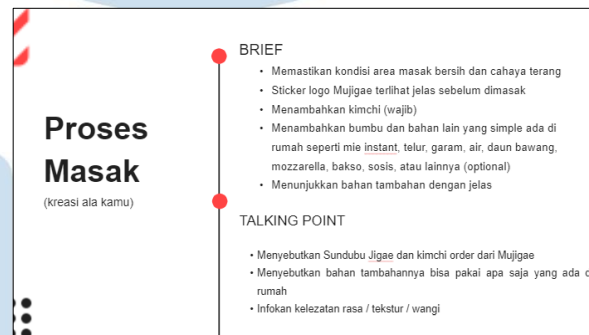 Proses
Masak
(kreasi ala kamu)
BRIEF
• Memastikan kondisi area masak bersih dan cahaya terang
• Sticker logo Mujigae terlihat jelas sebelum dimasak
• Menambahkan kimchi (wajib)
• Menambahkan bumbu dan bahan lain yang simple ada di
rumah seperti mie instant, telur, garam, air, daun bawang,
mozzarella, bakso, sosis, atau lainnya (optional)
• Menunjukkan bahan tambahan dengan jelas
TALKING POINT
• Menyebutkan Sundubu Jigae dan kimchi order dari Mujigae
• Menyebutkan bahan tambahannya bisa pakai apa saja yang ada
rumah
• Infokan kelezatan rasa / tekstur / wangi